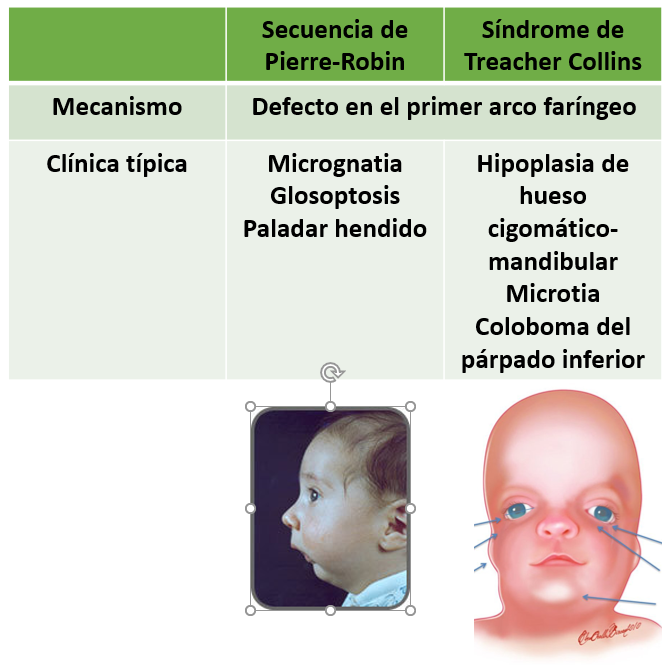 Secuencia de
Pierre-Robin
Síndrome de
Treacher Collins
Mecanismo
Defecto en el primer arco faríngeo
Clínica típica
Micrognatia
Glosoptosis
Paladar hendido
Hipoplasia de
hueso
cigomático-
mandibular
Microtia
Coloboma del
párpado inferior